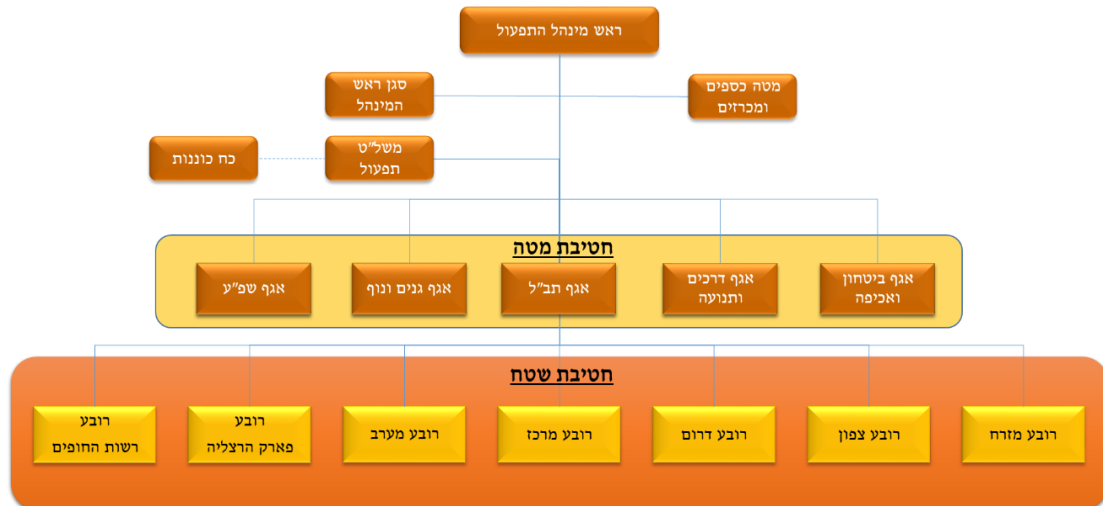 ראש מינהל התפעול
מטה כספים
ומכרזים
סגן ראש
המינהל
משל"ט
תפעול
כח כוננות
חטיבת מטה
אגף ביטחון
ואכיפה
אגף דרכים
ותנועה
אגף תב"ל
אגף גנים ונוף
אגף שפ"ע
חטיבת שטח
רובע מזרח
רובע צפון
רובע דרום
רובע מרכז
רובע מערב
רובע
פארק הרצליה
רובע
רשות החופים